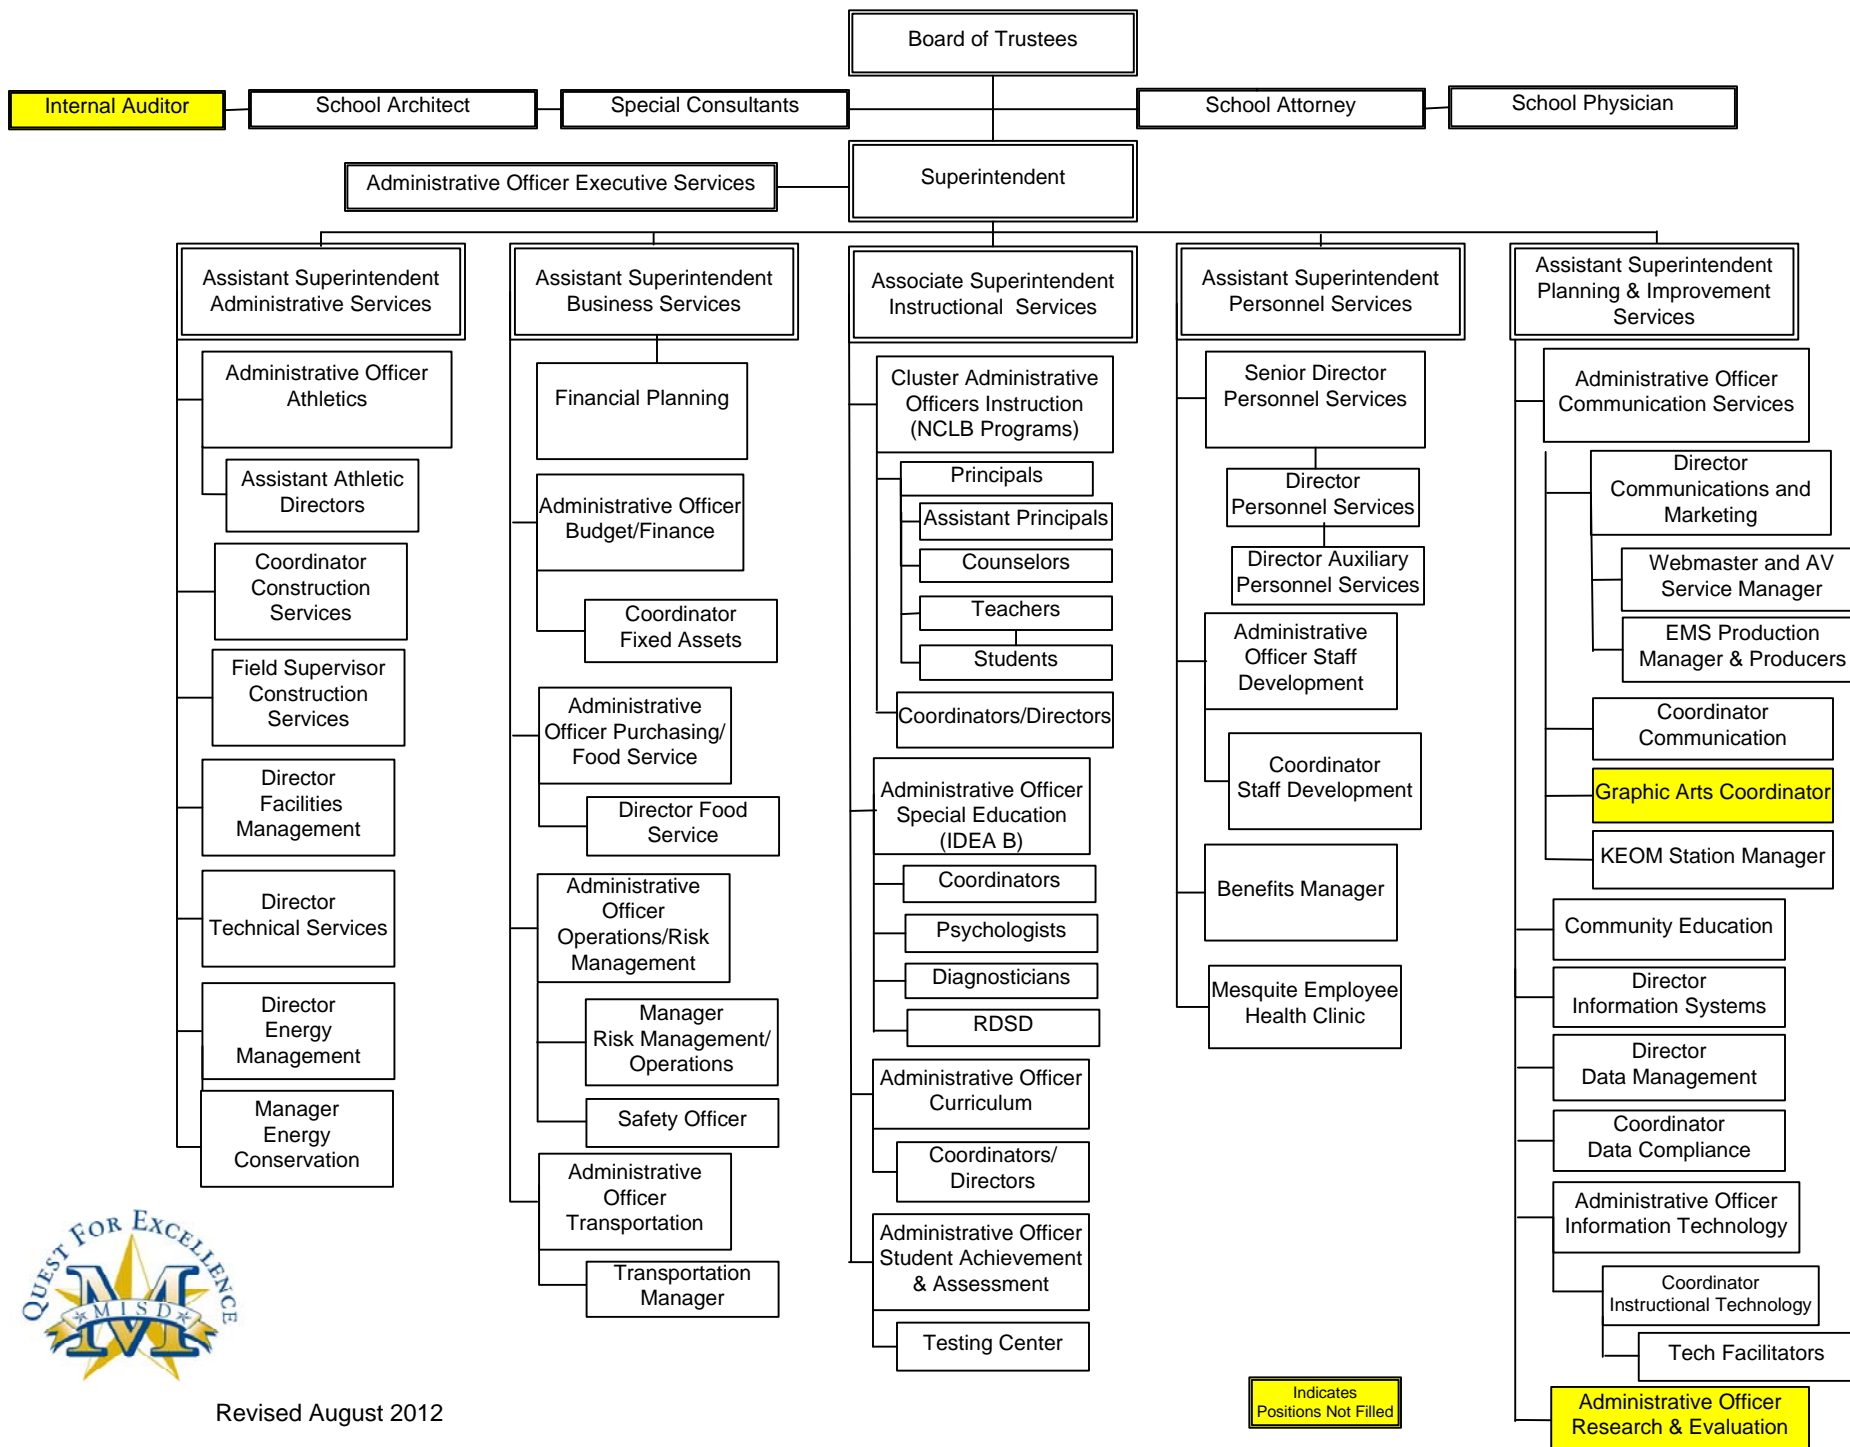 Board of Trustees
Internal Auditor
School Architect
Special Consultants
School Attorney
School Physician
Administrative Officer Executive Services
Superintendent
Assistant Superintendent
Administrative Services
Assistant Superintendent
Business Services
Associate Superintendent
Instructional Services
Assistant Superintendent
Personnel Services
Assistant Superintendent
Planning & Improvement
Services
Administrative Officer
Athletics
Assistant Athletic
Directors
Coordinator
Construction
Services
Field Supervisor
Construction
Services
Director
Facilities
Management
Director
Technical Services
Director
Energy
Management
Manager
Energy
Conservation
Financial Planning
Administrative Officer
Budget/Finance
Coordinator
Fixed Assets
Administrative
Officer Purchasing/
Food Service
Director Food
Service
Administrative
Officer
Operations/Risk
Management
Manager
Risk Management/
Operations
Safety Officer
Administrative
Officer
Transportation
Transportation
Manager
Cluster Administrative
Officers Instruction
(NCLB Programs)
Principals
Assistant Principals
Counselors
Teachers
Students
Coordinators/Directors
Administrative Officer
Special Education
(IDEA B)
Coordinators
Psychologists
Diagnosticians
RDSD
Administrative Officer
Curriculum
Coordinators/
Directors
Administrative Officer
Student Achievement
& Assessment
Testing Center
Senior Director
Personnel Services
Director
Personnel Services
Director Auxiliary
Personnel Services
Administrative
Officer Staff
Development
Coordinator
Staff Development
Benefits Manager
Mesquite Employee
Health Clinic
Administrative Officer
Communication Services
Director
Communications and
Marketing
Webmaster and AV
Service Manager
EMS Production
Manager & Producers
Coordinator
Communication
Graphic Arts Coordinator
KEOM Station Manager
Community Education
Director
Information Systems
Director
Data Management
Coordinator
Data Compliance
Administrative Officer
Information Technology
Coordinator
Instructional Technology
Tech Facilitators
Administrative Officer
Research & Evaluation
QUEST FOR EXCELLENCE
M
MISD
Revised August 2012
Indicates
Positions Not Filled